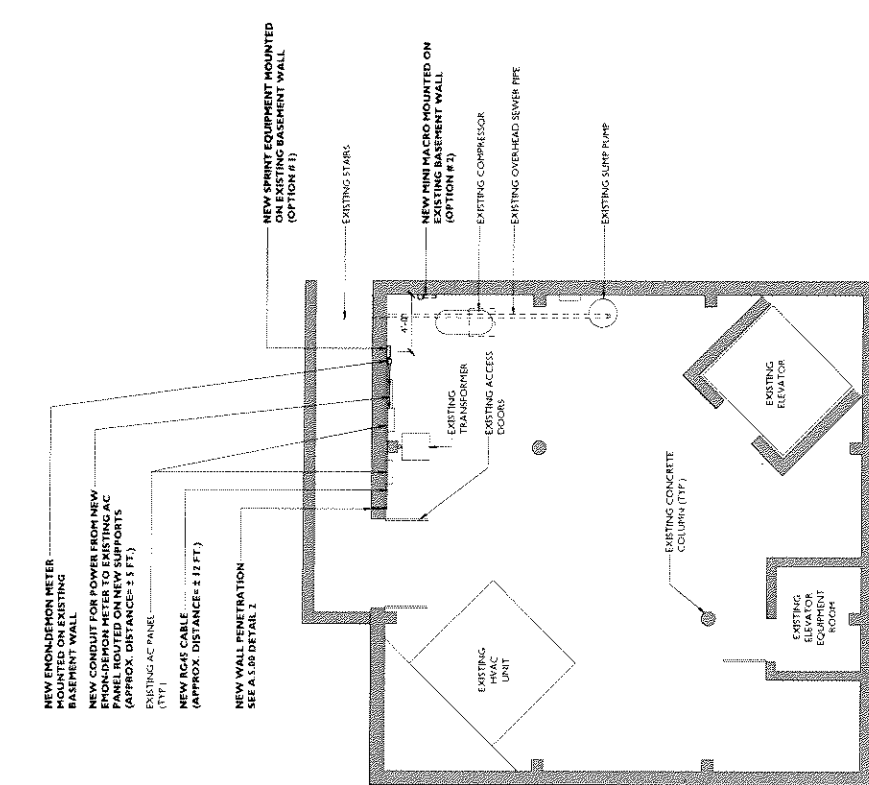 NEW EMON-DEMON METER
MOUNTED ON EXISTING
BASEMENT WALL
NEW CONDUIT FOR POWER FROM NEW
EMON-DEMON METER TO EXISTING AC
PANEL ROUTED ON NEW SUPPORTS
(APPROX. DISTANCE= ± 5 FT.)
EXISTING AC PANEL
(TYP.)
NEW RG45 CABLE
(APPROX. DISTANCE= ± 12 FT.)
NEW WALL PENETRATION
SEE A.5.00 DETAIL 2
NEW SPRINT EQUIPMENT MOUNTED
ON EXISTING BASEMENT WALL
(OPTION # 1)
EXISTING STAIRS
NEW MINI MACRO MOUNTED ON
EXISTING BASEMENT WALL
(OPTION # 2)
EXISTING COMPRESSOR
EXISTING OVERHEAD SEWER PIPE
EXISTING SUMP PUMP
4'-0"
EXISTING
TRANSFORMER
EXISTING ACCESS
DOORS
EXISTING
HVAC
UNIT
EXISTING CONCRETE
COLUMN (TYP.)
EXISTING
ELEVATOR
EXISTING
ELEVATOR
EQUIPMENT
ROOM